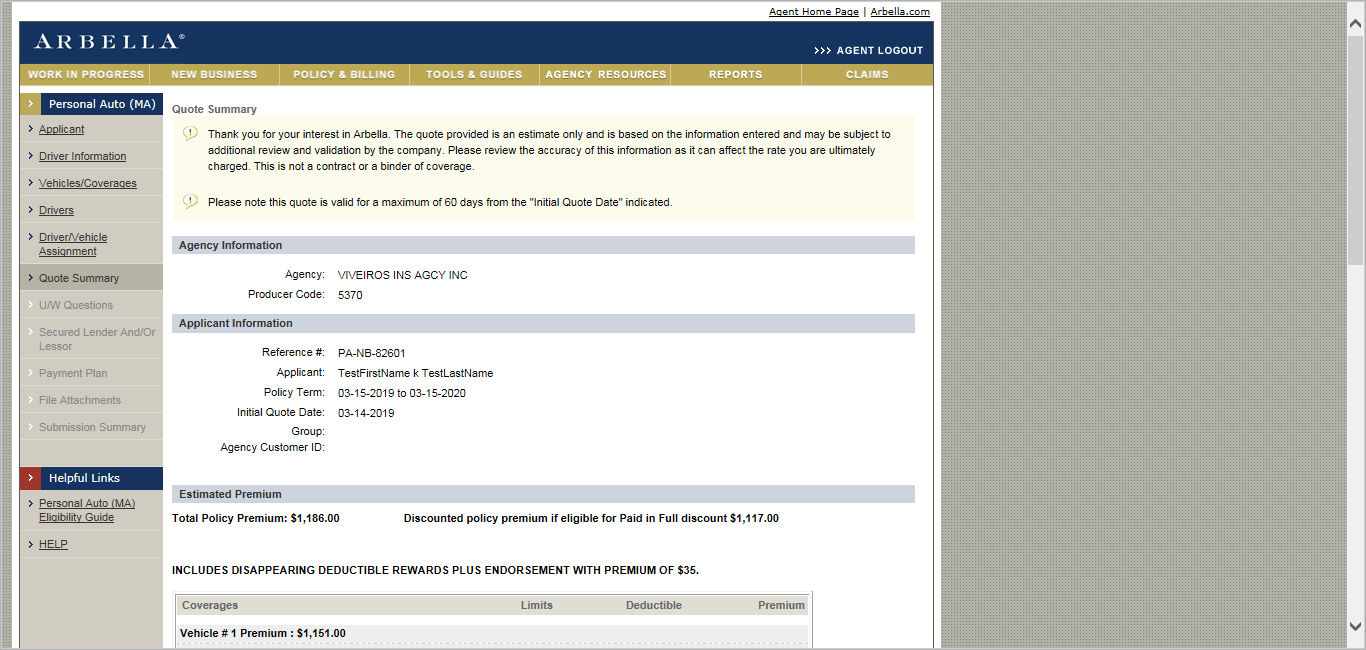 Agent Home Page | Arbella.com
ARBELLA®
>>> AGENT LOGOUT
WORK IN PROGRESS NEW BUSINESS POLICY & BILLING TOOLS & GUIDES AGENCY RESOURCES REPORTS CLAIMS
Personal Auto (MA)
Applicant
Driver Information
Vehicles/Coverages
Drivers
Driver/Vehicle
Assignment
Quote Summary
U/W Questions
Secured Lender And/Or
Lessor
Payment Plan
File Attachments
Submission Summary
Helpful Links
Personal Auto (MA)
Eligibility Guide
HELP
Quote Summary
Thank you for your interest in Arbella. The quote provided is an estimate only and is based on the information entered and may be subject to
additional review and validation by the company. Please review the accuracy of this information as it can affect the rate you are ultimately
charged. This is not a contract or a binder of coverage.
Please note this quote is valid for a maximum of 60 days from the "Initial Quote Date" indicated.
Agency Information
Agency: VIVEIROS INS AGCY INC
Producer Code: 5370
Applicant Information
Reference #: PA-NB-82601
Applicant: TestFirstName k TestLastName
Policy Term: 03-15-2019 to 03-15-2020
Initial Quote Date: 03-14-2019
Group:
Agency Customer ID:
Estimated Premium
Total Policy Premium: $1,186.00 Discounted policy premium if eligible for Paid in Full discount $1,117.00
INCLUDES DISAPPEARING DEDUCTIBLE REWARDS PLUS ENDORSEMENT WITH PREMIUM OF $35.
Coverages Limits Deductible Premium
Vehicle # 1 Premium : $1,151.00